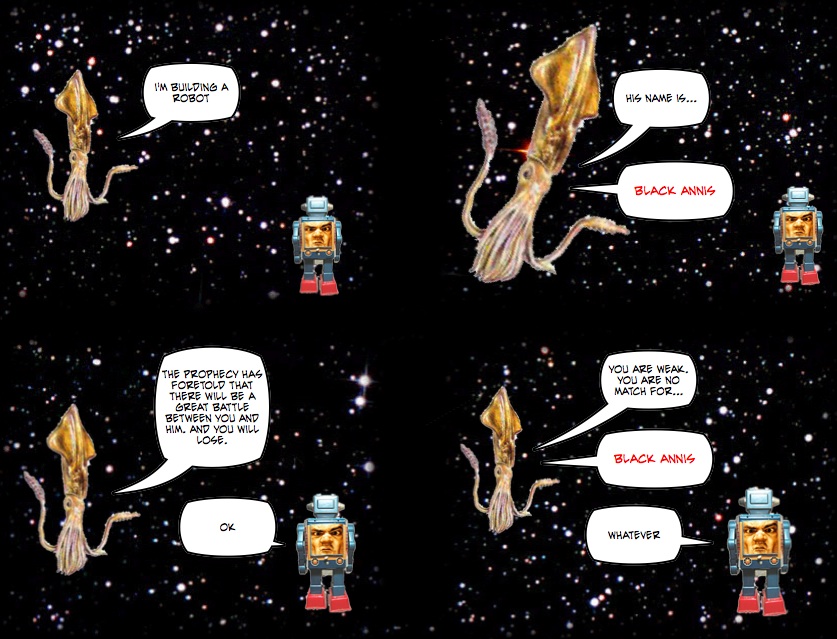 I'M BUILDING A
ROBOT
HIS NAME IS...
BLACK ANNIS
THE PROPHECY HAS
FORETOLD THAT
THERE WILL BE A
GREAT BATTLE
BETWEEN YOU AND
HIM. AND YOU WILL
LOSE.
OK
YOU ARE WEAK.
YOU ARE NO
MATCH FOR...
BLACK ANNIS
WHATEVER